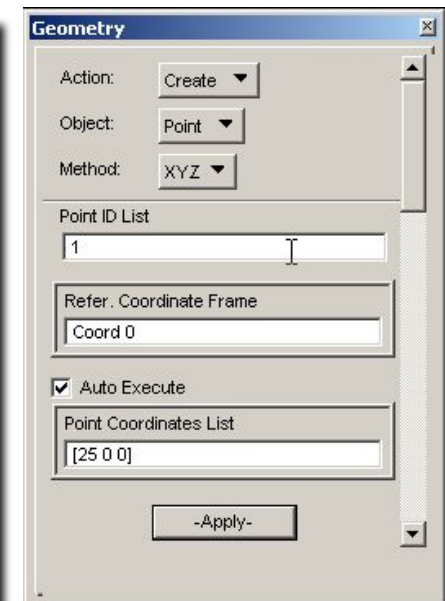 Geometry
Action: Create
Object: Point
Method: XYZ
Point ID List
1
Refer. Coordinate Frame
Coord 0
Auto Execute
Point Coordinates List
[25 0 0]
-Apply-